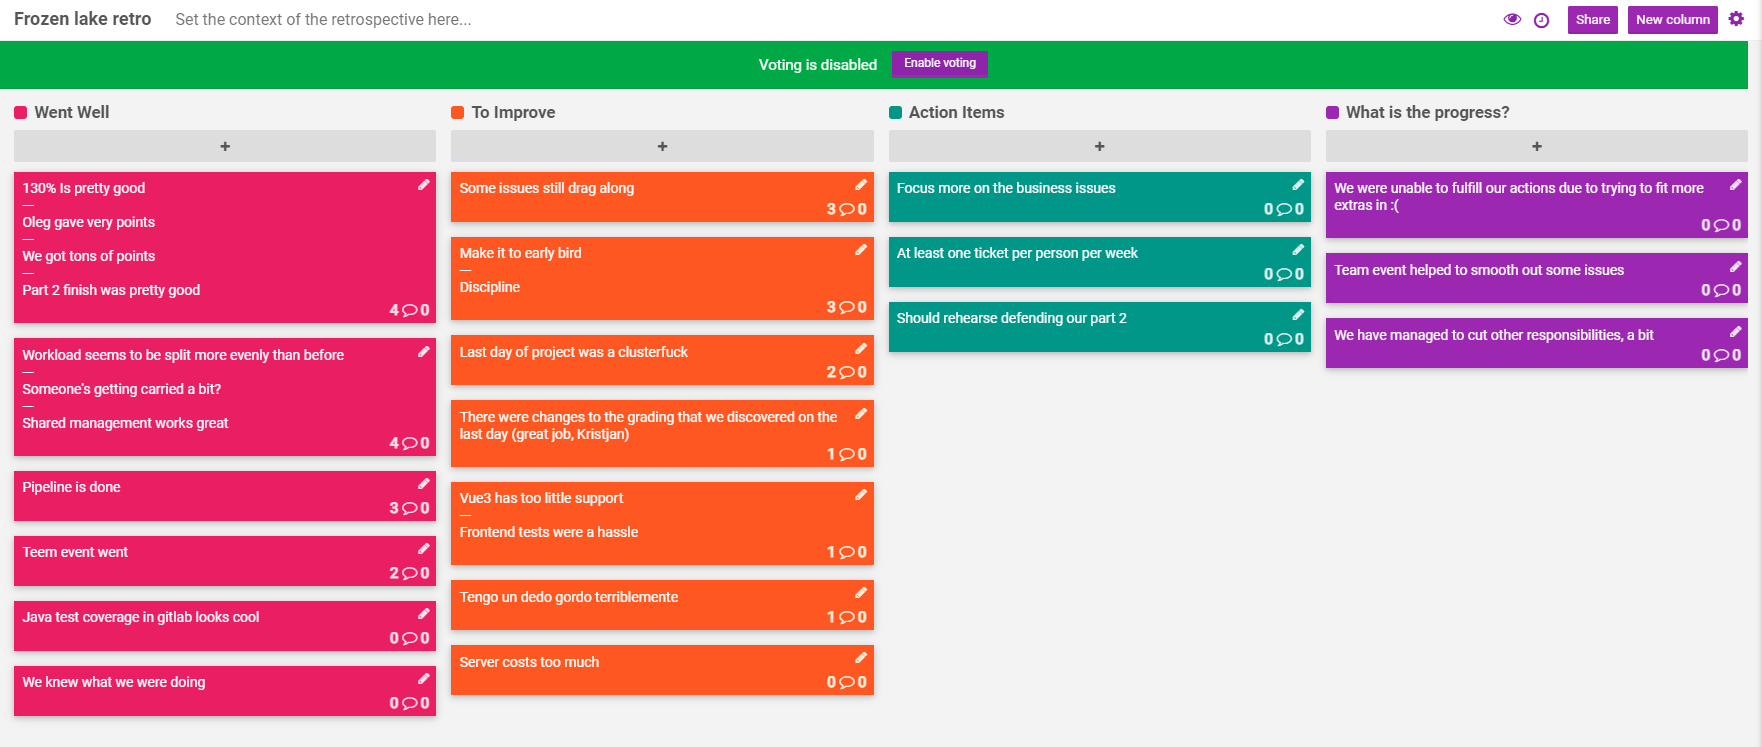 Frozen lake retro
Set the context of the retrospective here...
Share
New column
Voting is disabled
Enable voting
Went Well
+
130% Is pretty good
—
Oleg gave very points
—
We got tons of points
—
Part 2 finish was pretty good
4 0
Workload seems to be split more evenly than before
—
Someone's getting carried a bit?
—
Shared management works great
4 0
Pipeline is done
3 0
Teem event went
2 0
Java test coverage in gitlab looks cool
0 0
We knew what we were doing
0 0
To Improve
+
Some issues still drag along
3 0
Make it to early bird
—
Discipline
3 0
Last day of project was a clusterfuck
2 0
There were changes to the grading that we discovered on the
last day (great job, Kristjan)
1 0
Vue3 has too little support
—
Frontend tests were a hassle
1 0
Tengo un dedo gordo terriblemente
1 0
Server costs too much
0 0
Action Items
+
Focus more on the business issues
0 0
At least one ticket per person per week
0 0
Should rehearse defending our part 2
0 0
What is the progress?
+
We were unable to fulfill our actions due to trying to fit more
extras in :(
0 0
Team event helped to smooth out some issues
0 0
We have managed to cut other responsibilities, a bit
0 0